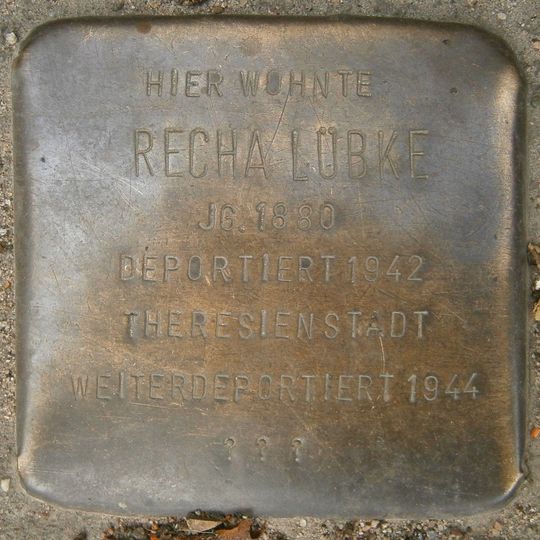 HIER WOHNTE
RECHA LÜBKE
JG. 1880
DEPORTIERT 1942
THERESIENSTADT
WEITERDEPORTIERT 1944
? ? ?